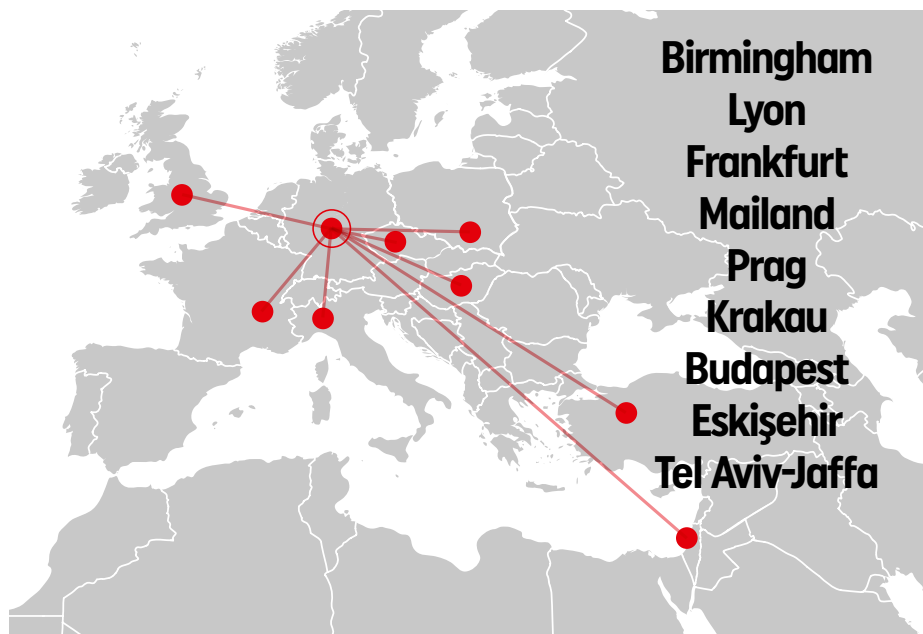 Birmingham
Lyon
Frankfurt
Mailand
Prag
Krakau
Budapest
Eskişehir
Tel Aviv-Jaffa